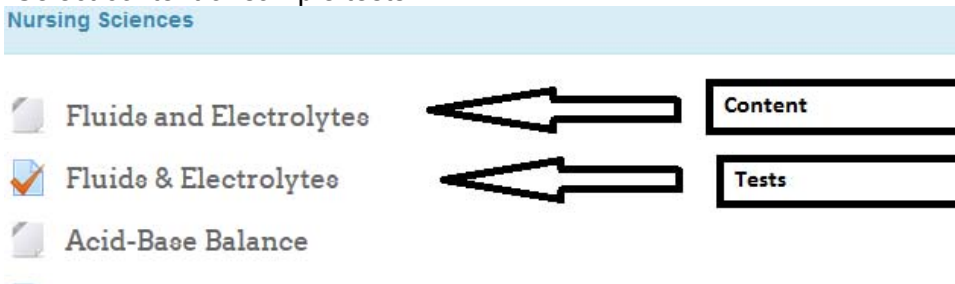 Nursing Sciences
Fluids and Electrolytes
Content
Fluids & Electrolytes
Tests
Acid-Base Balance